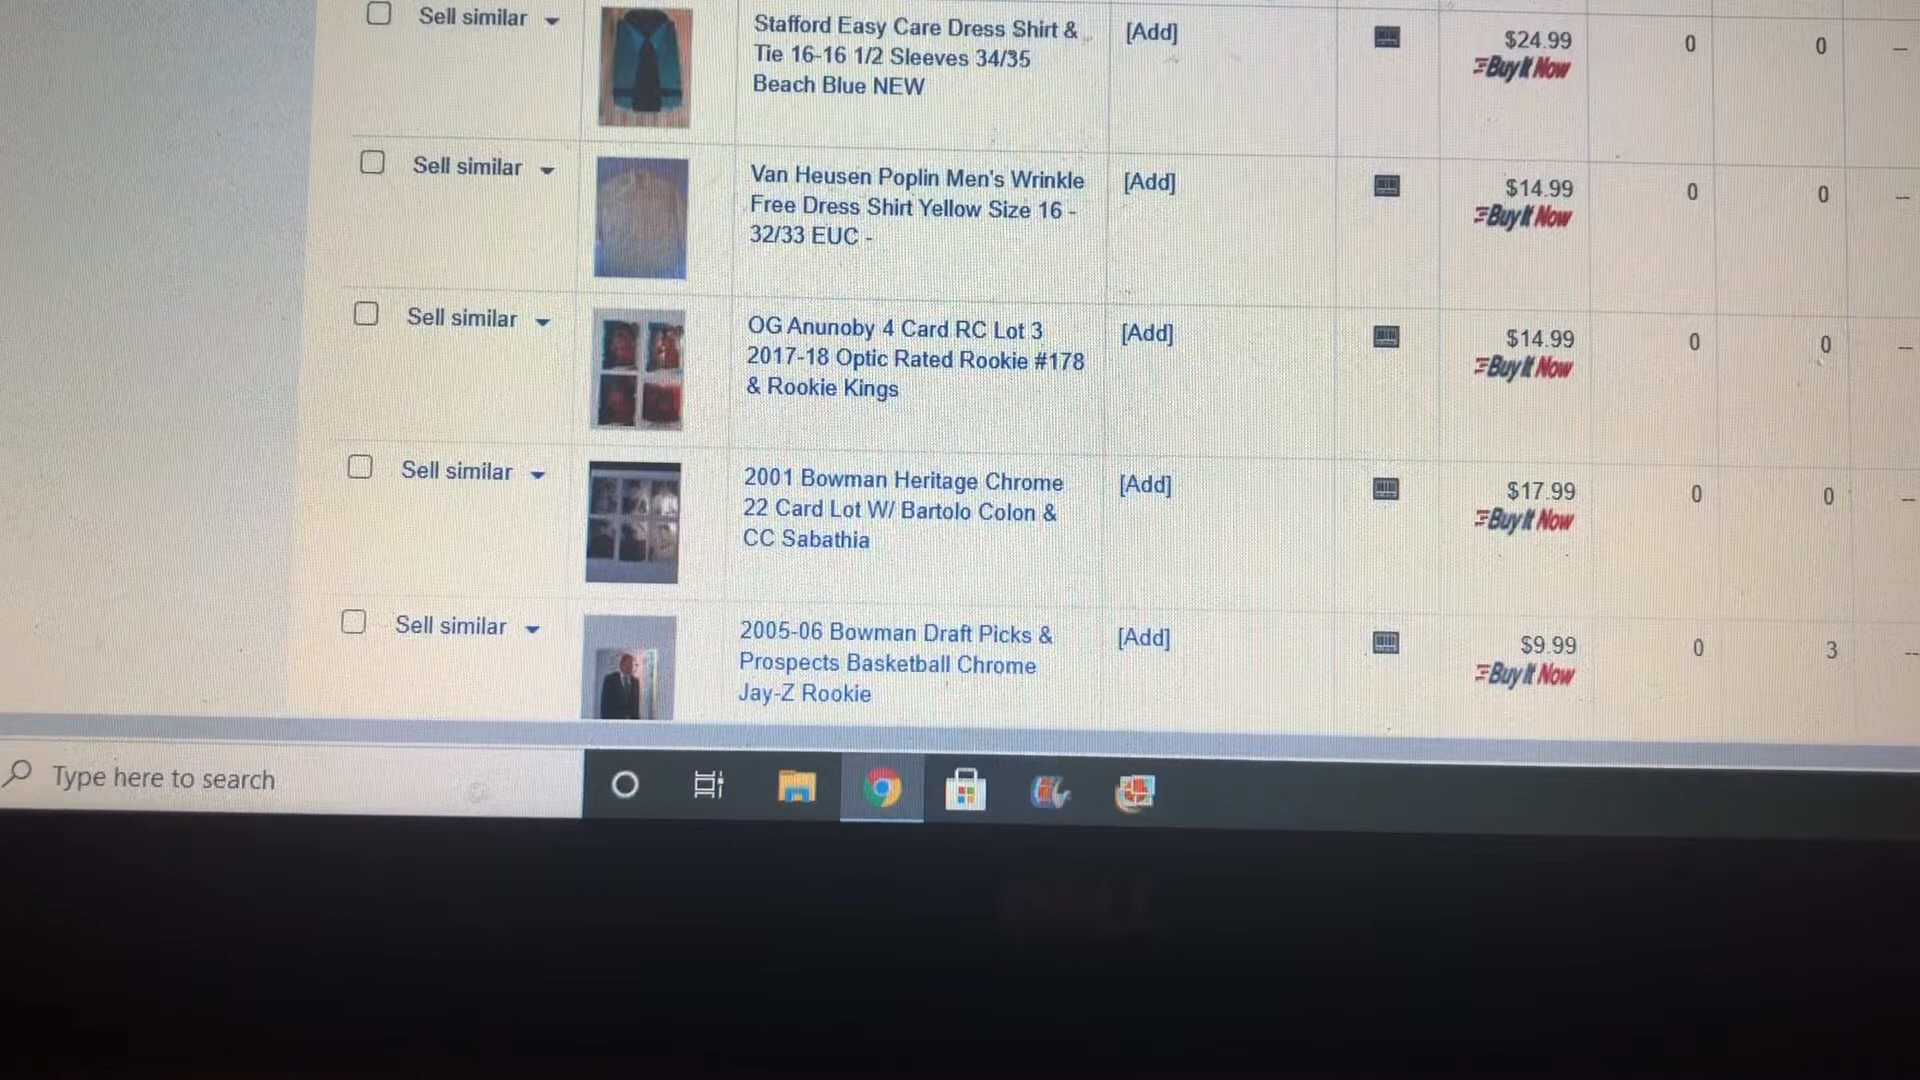 Sell similar
Stafford Easy Care Dress Shirt &
Tie 16-16 1/2 Sleeves 34/35
Beach Blue NEW
[Add]
$24.99
Buy It Now
0
0
--
Sell similar
Van Heusen Poplin Men's Wrinkle
Free Dress Shirt Yellow Size 16 -
32/33 EUC -
[Add]
$14.99
Buy It Now
0
0
--
Sell similar
OG Anunoby 4 Card RC Lot 3
2017-18 Optic Rated Rookie #178
& Rookie Kings
[Add]
$14.99
Buy It Now
0
0
--
Sell similar
2001 Bowman Heritage Chrome
22 Card Lot W/ Bartolo Colon &
CC Sabathia
[Add]
$17.99
Buy It Now
0
0
--
Sell similar
2005-06 Bowman Draft Picks &
Prospects Basketball Chrome
Jay-Z Rookie
[Add]
$9.99
Buy It Now
0
3
--
Type here to search